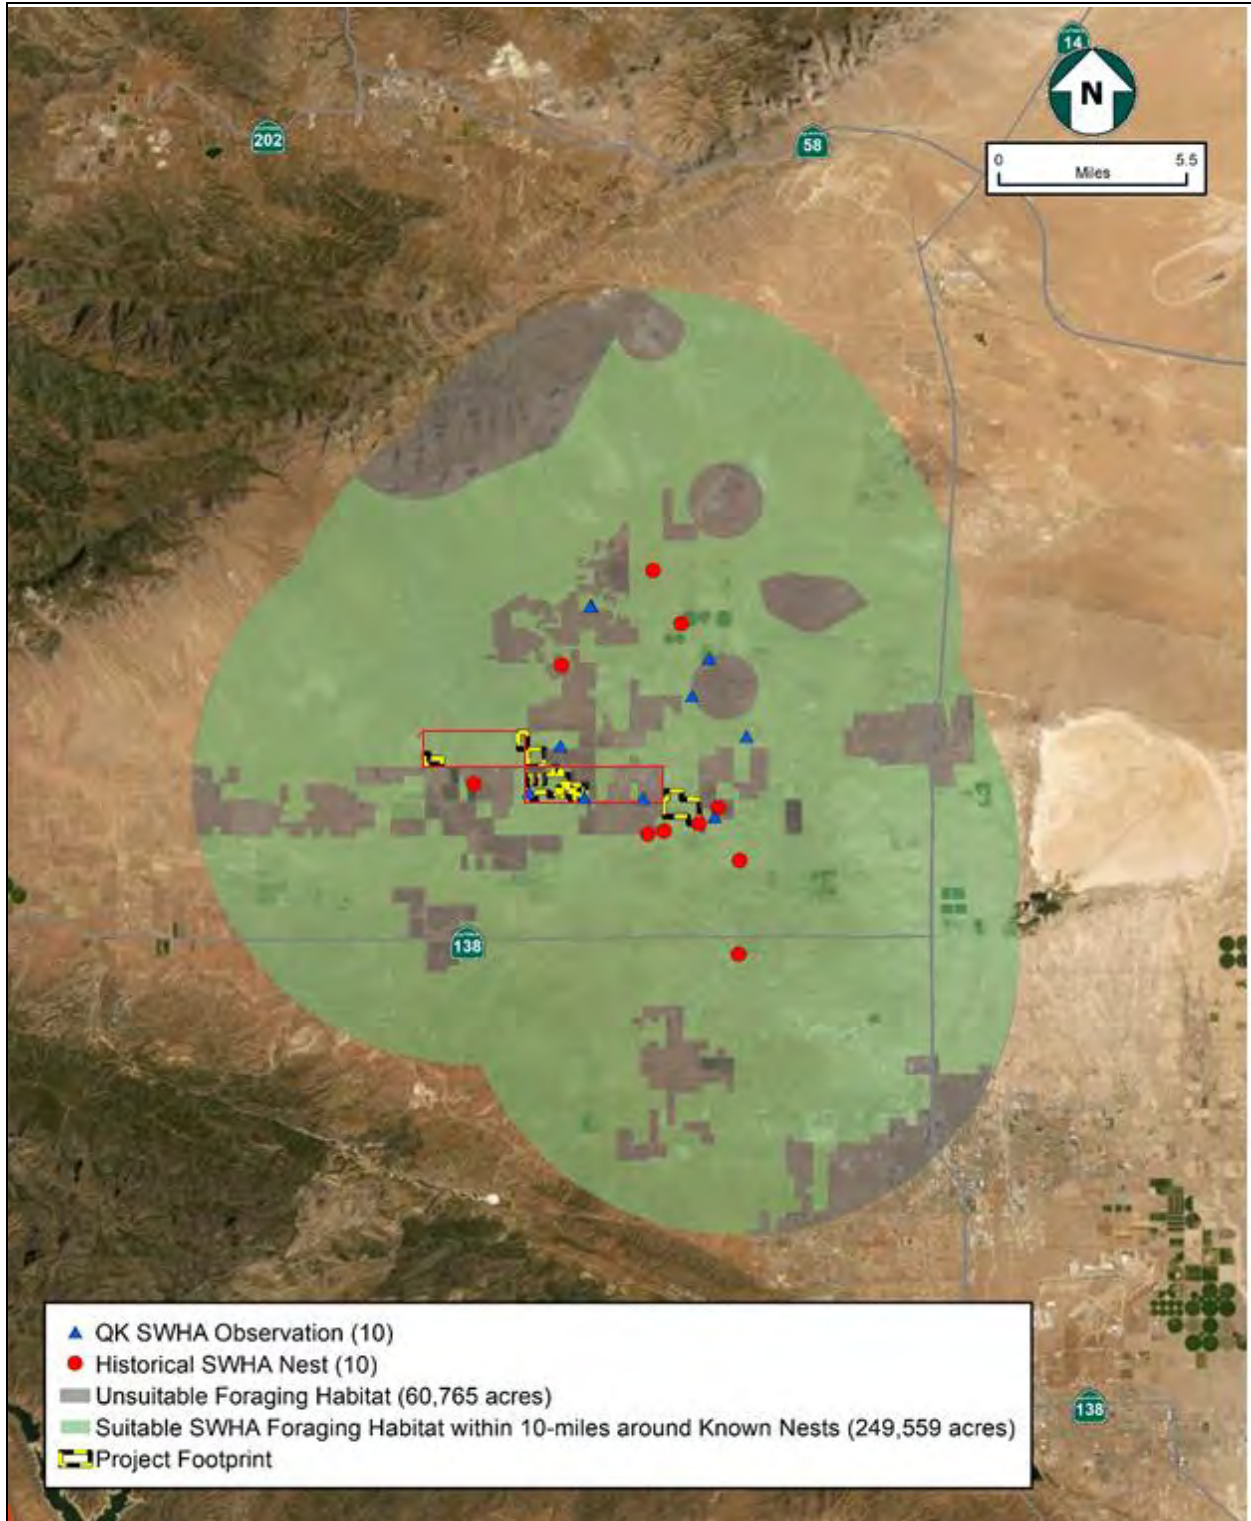 14
N
202
58
0
5.5
Miles
138
QK SWHA Observation (10)
Historical SWHA Nest (10)
Unsuitable Foraging Habitat (60,765 acres)
Suitable SWHA Foraging Habitat within 10-miles around Known Nests (249,559 acres)
Project Footprint
138